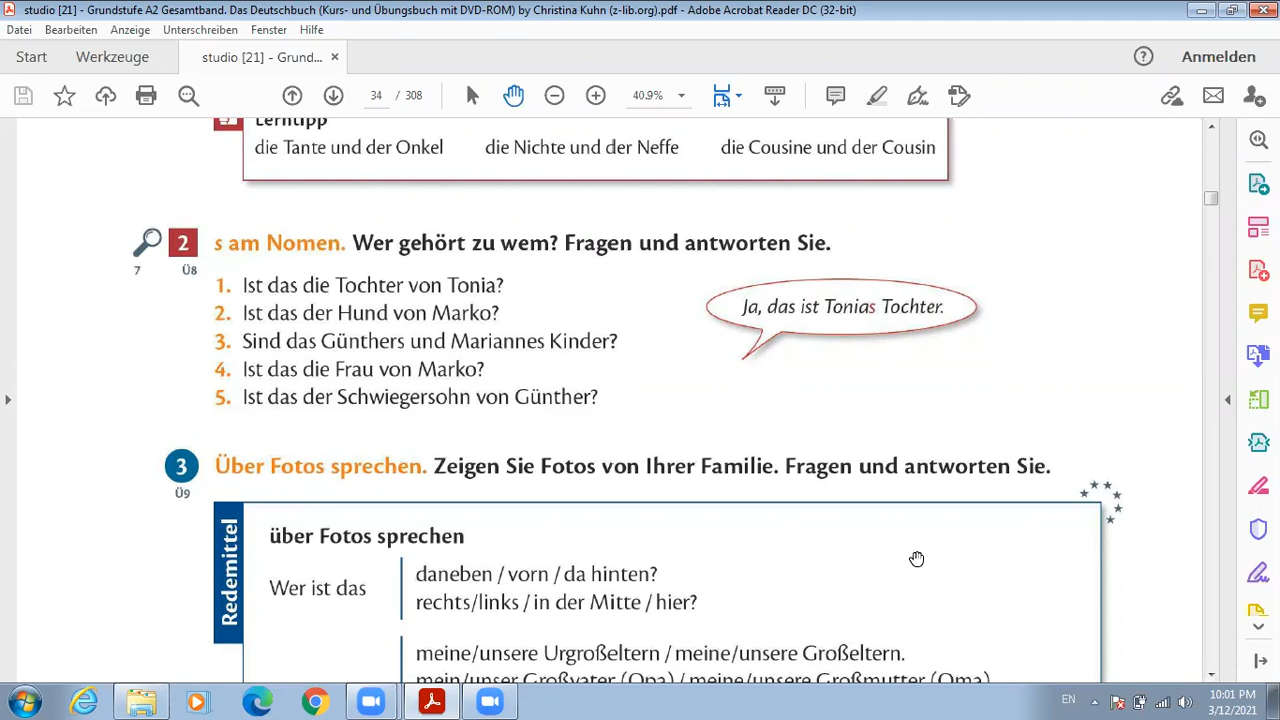 studio [21] - Grundstufe A2 Gesamtband. Das Deutschbuch (Kurs- und Übungsbuch mit DVD-ROM) by Christina Kuhn (z-lib.org).pdf - Adobe Acrobat Reader DC (32-bit)
Datei Bearbeiten Anzeige Unterschreiben Fenster Hilfe
Start Werkzeuge studio [21] - Grund... × Anmelden
34 / 308 40.9%
Lerntipp
die Tante und der Onkel die Nichte und der Neffe die Cousine und der Cousin
2 s am Nomen. Wer gehört zu wem? Fragen und antworten Sie.
7 Ü8
1. Ist das die Tochter von Tonia?
Ja, das ist Tonias Tochter.
2. Ist das der Hund von Marko?
3. Sind das Günthers und Mariannes Kinder?
4. Ist das die Frau von Marko?
5. Ist das der Schwiegersohn von Günther?
3 Über Fotos sprechen. Zeigen Sie Fotos von Ihrer Familie. Fragen und antworten Sie.
Ü9
Redemittel
über Fotos sprechen
Wer ist das
daneben / vorn / da hinten?
rechts/links / in der Mitte / hier?
meine/unsere Urgroßeltern / meine/unsere Großeltern.
mein/unser Großvater (Opa) / meine/unsere Großmutter (Oma)
EN 10:01 PM
3/12/2021